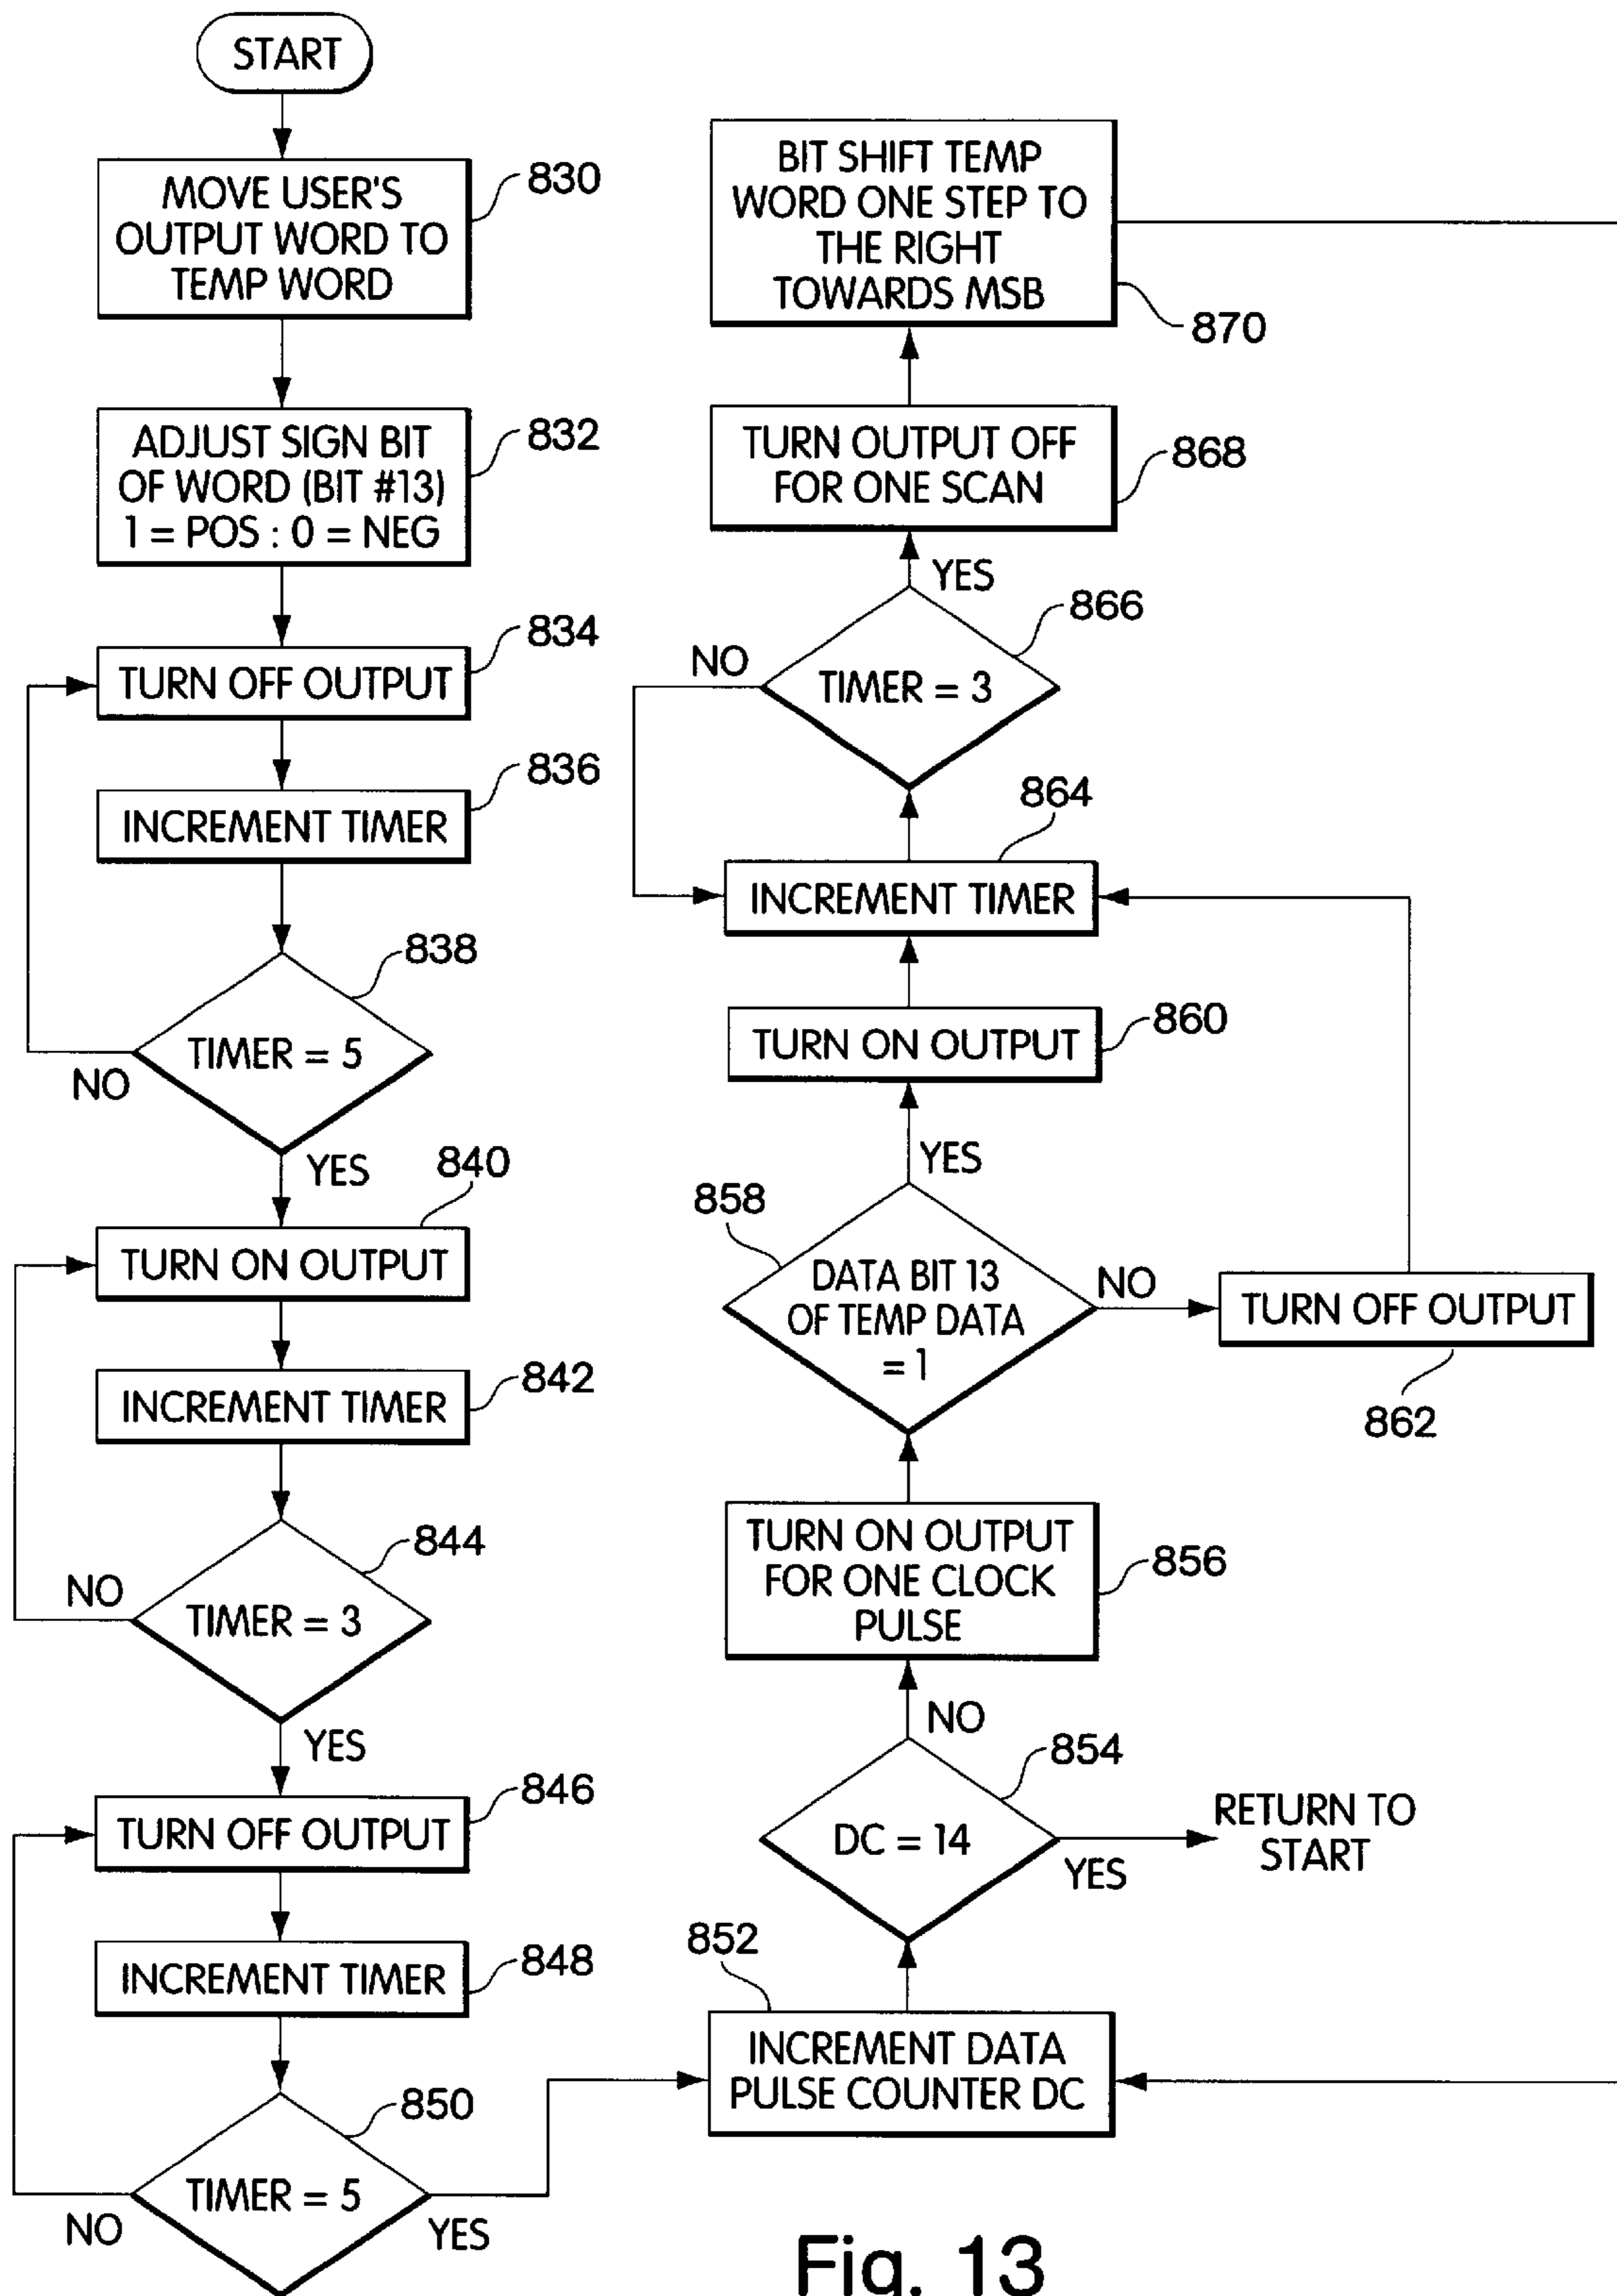 START
MOVE USER'S
OUTPUT WORD TO
TEMP WORD
830
ADJUST SIGN BIT
OF WORD (BIT #13)
1 = POS : 0 = NEG
832
TURN OFF OUTPUT
834
INCREMENT TIMER
836
TIMER = 5
838
NO
YES
TURN ON OUTPUT
840
INCREMENT TIMER
842
TIMER = 3
844
NO
YES
TURN OFF OUTPUT
846
INCREMENT TIMER
848
TIMER = 5
850
NO
YES
852
INCREMENT DATA
PULSE COUNTER DC
DC = 14
854
YES
RETURN TO
START
NO
TURN ON OUTPUT
FOR ONE CLOCK
PULSE
856
858
DATA BIT 13
OF TEMP DATA
= 1
NO
TURN OFF OUTPUT
862
YES
TURN ON OUTPUT
860
INCREMENT TIMER
864
TIMER = 3
866
NO
YES
TURN OUTPUT OFF
FOR ONE SCAN
868
BIT SHIFT TEMP
WORD ONE STEP TO
THE RIGHT
TOWARDS MSB
870
Fig. 13